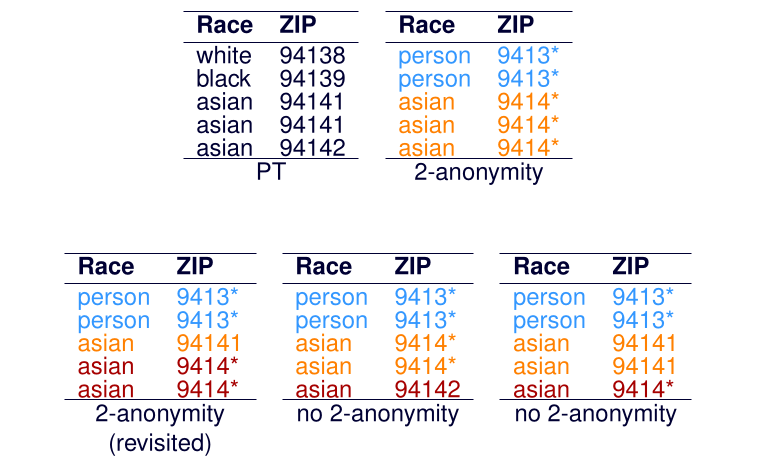 Race ZIP Race ZIP
white 94138 person 9413*
black 94139 person 9413*
asian 94141 asian 9414*
asian 94141 asian 9414*
asian 94142 asian 9414*
PT 2-anonymity
Race ZIP Race ZIP Race ZIP
person 9413* person 9413* person 9413*
person 9413* person 9413* person 9413*
asian 94141 asian 9414* asian 94141
asian 9414* asian 9414* asian 94141
asian 9414* asian 94142 asian 9414*
2-anonymity no 2-anonymity no 2-anonymity
(revisited)